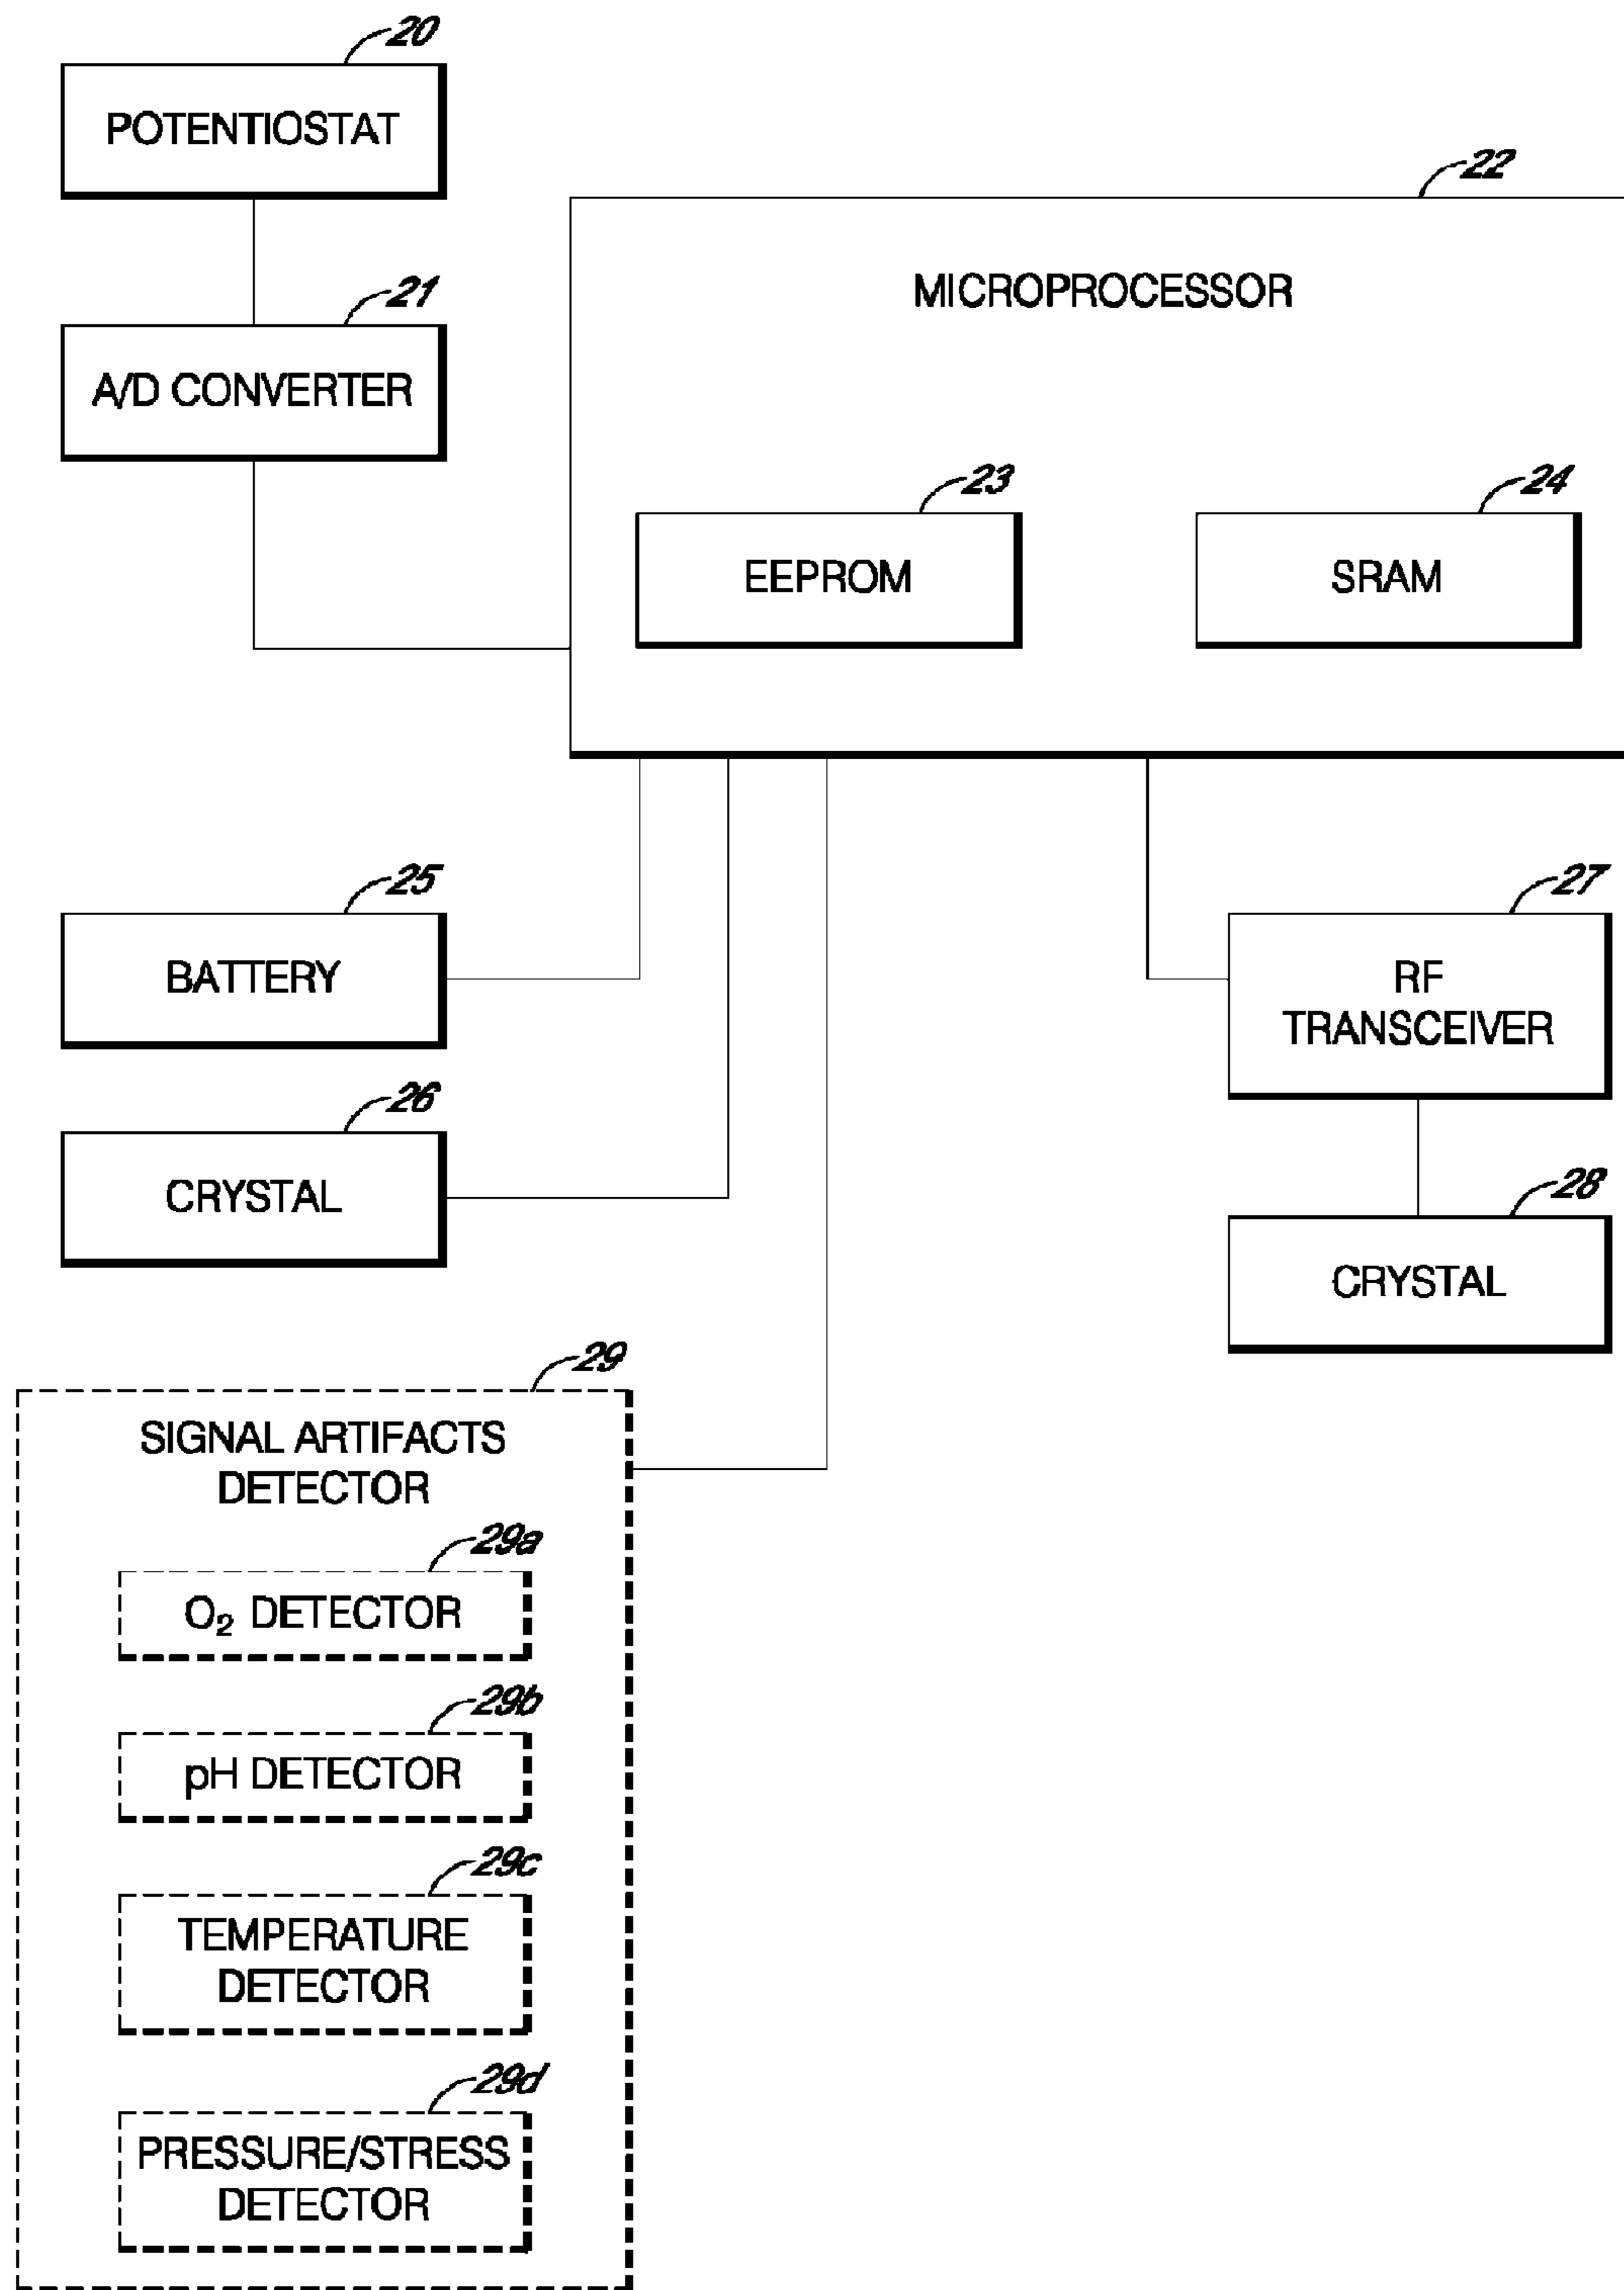 20
POTENTIOSTAT
22
MICROPROCESSOR
21
A/D CONVERTER
23
EEPROM
24
SRAM
25
BATTERY
27
RF
TRANSCEIVER
26
CRYSTAL
28
CRYSTAL
29
SIGNAL ARTIFACTS
DETECTOR
29a
O₂ DETECTOR
29b
pH DETECTOR
29c
TEMPERATURE
DETECTOR
29d
PRESSURE/STRESS
DETECTOR